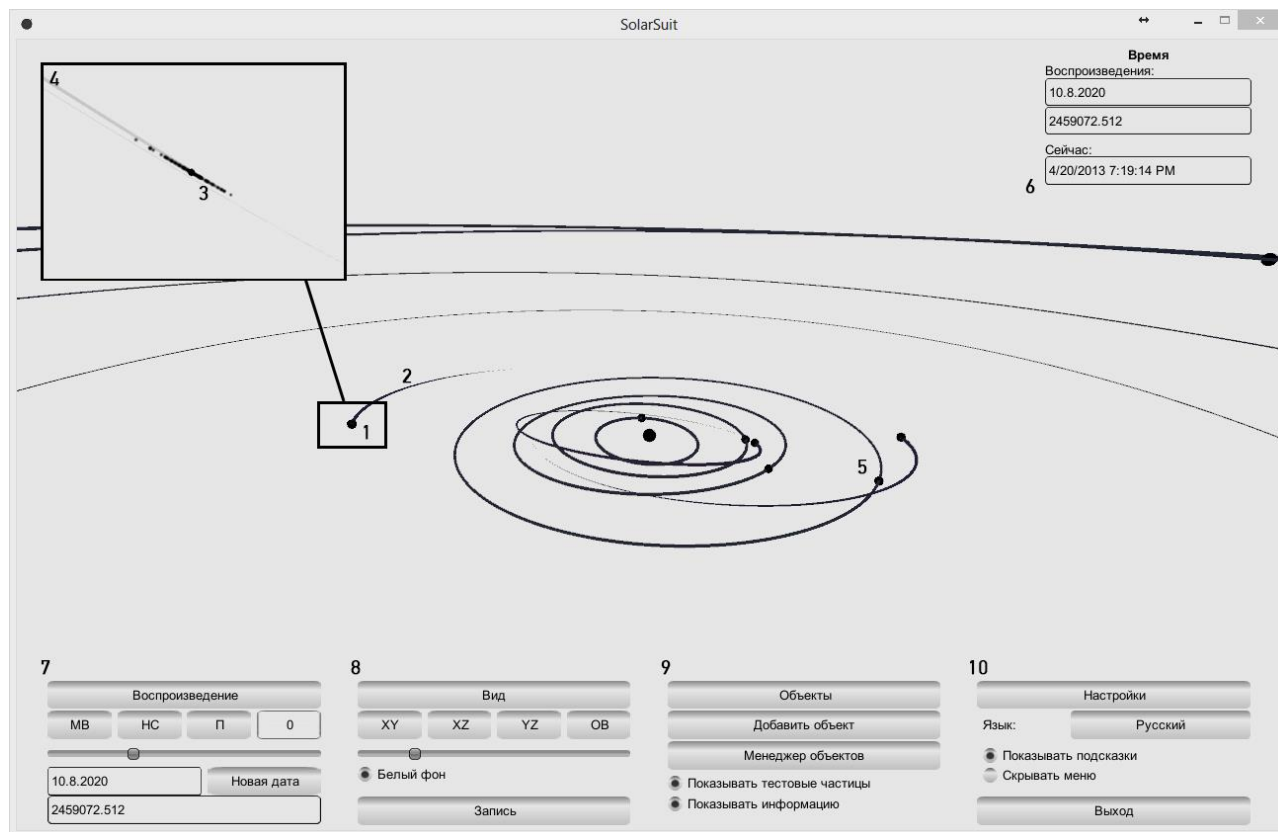 SolarSuit
Время
Воспроизведения:
10.8.2020
2459072.512
Сейчас:
4/20/2013 7:19:14 PM
6
4
3
2
1
5
7
Воспроизведение
МВ НС П 0
10.8.2020 Новая дата
2459072.512
8
Вид
XY XZ YZ ОВ
Белый фон
Запись
9
Объекты
Добавить объект
Менеджер объектов
Показывать тестовые частицы
Показывать информацию
10
Настройки
Язык: Русский
Показывать подсказки
Скрывать меню
Выход